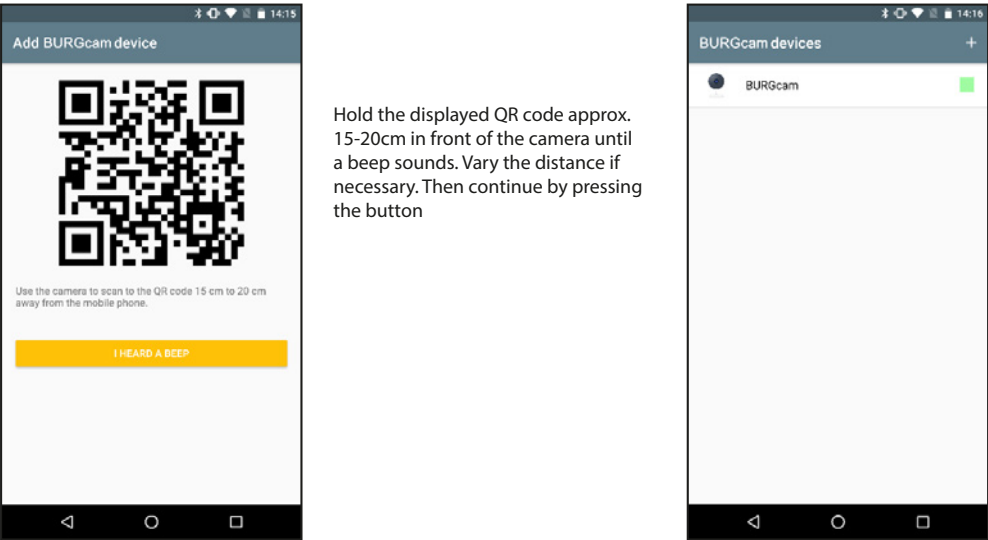 14:15
Add BURGcam device
Use the camera to scan to the QR code 15 cm to 20 cm
away from the mobile phone.
I HEARD A BEEP
Hold the displayed QR code approx.
15-20cm in front of the camera until
a beep sounds. Vary the distance if
necessary. Then continue by pressing
the button
14:16
BURGcam devices +
BURGcam